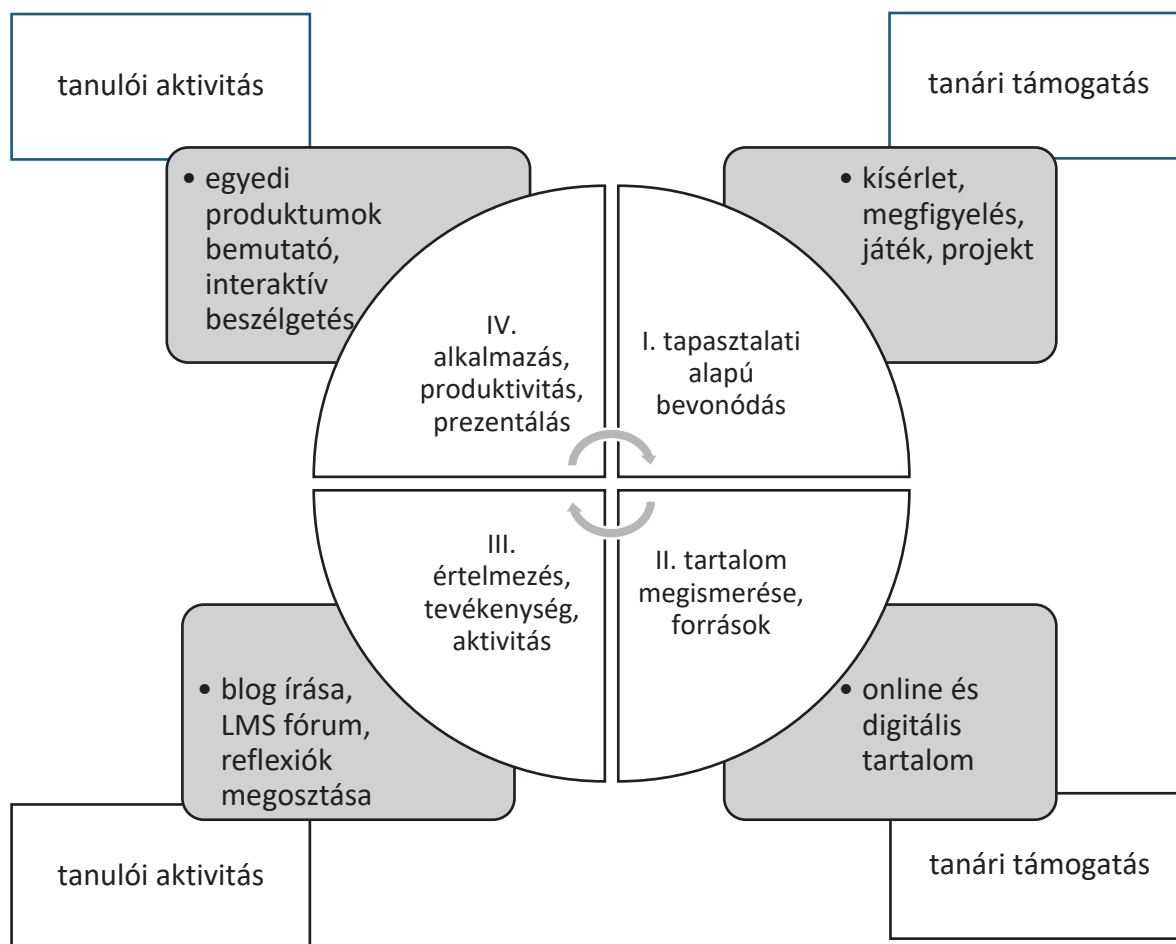 tanulói aktivitás
tanári támogatás
• egyedi
produktumok
bemutató,
interaktív
beszélgetés
• kísérlet,
megfigyelés,
játék, projekt
IV.
alkalmazás,
produktivitás,
prezentálás
I. tapasztalati
alapú
bevonódás
III.
értelmezés,
tevékenység,
aktivitás
II. tartalom
megismerése,
források
• blog írása,
LMS fórum,
reflexiók
megosztása
• online és
digitális
tartalom
tanulói aktivitás
tanári támogatás